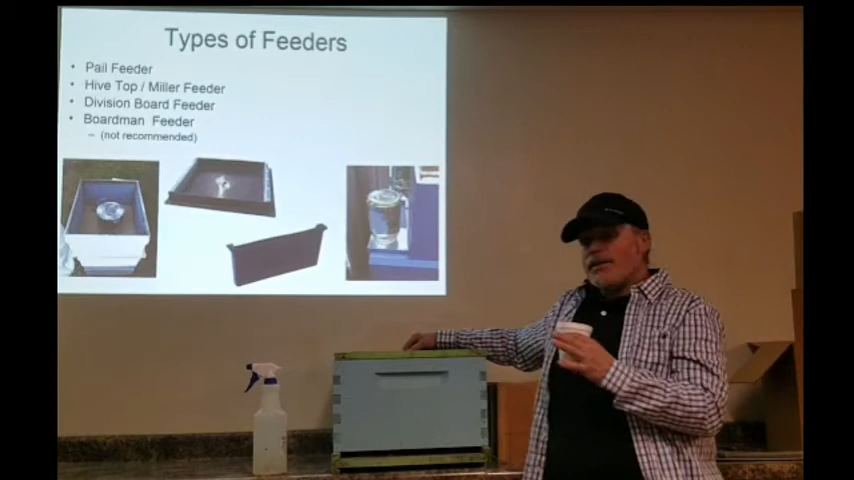 Types of Feeders
• Pail Feeder
• Hive Top / Miller Feeder
• Division Board Feeder
• Boardman Feeder
– (not recommended)